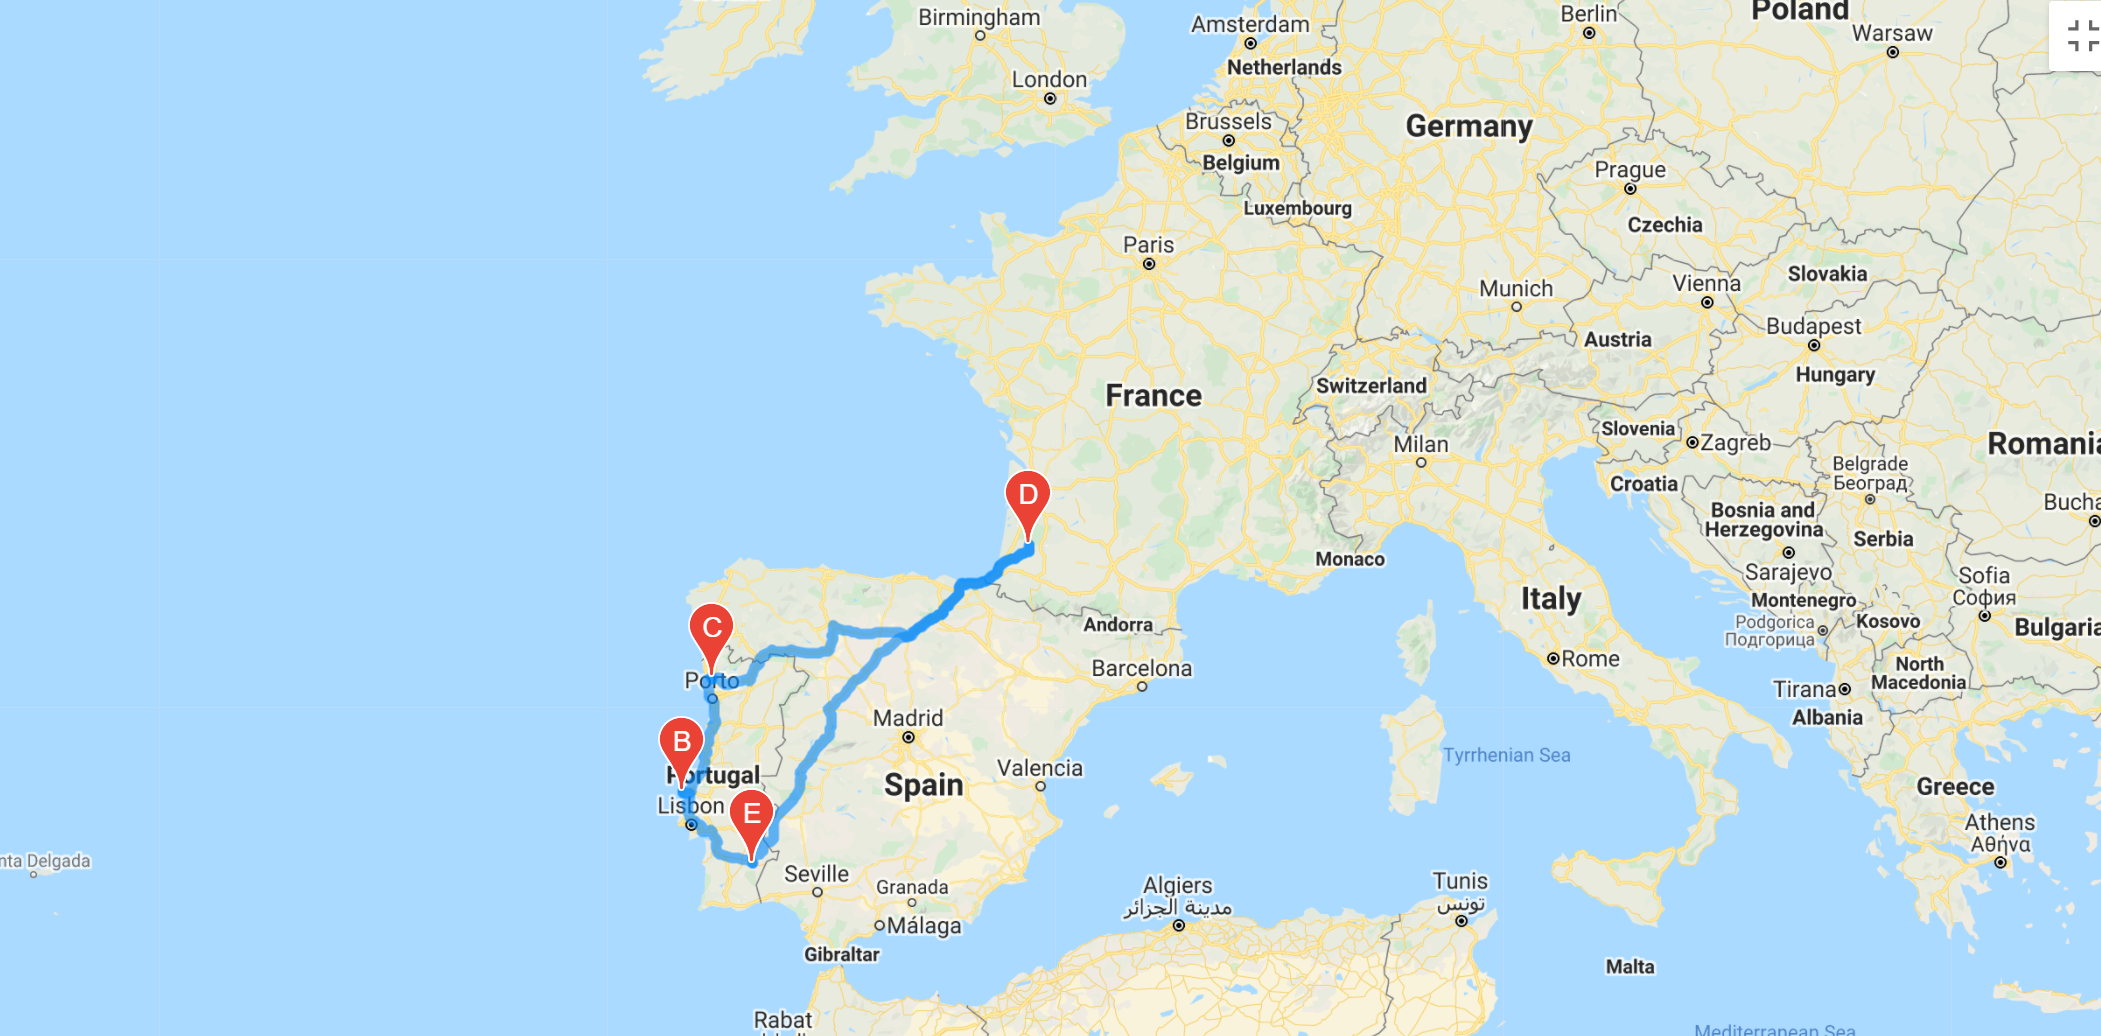 Birmingham
London
Amsterdam
Netherlands
Berlin
Poland
Warsaw
Brussels
Belgium
Germany
Luxembourg
Prague
Czechia
Paris
Munich
Vienna
Slovakia
Austria
Budapest
Hungary
France
Switzerland
Milan
Slovenia
Zagreb
Croatia
Belgrade
Београд
Romania
Bosnia and
Herzegovina
Sarajevo
Serbia
D
Monaco
Italy
Montenegro
Podgorica
Подгорица
Kosovo
Sofia
София
Bulgaria
C
Porto
Andorra
Barcelona
Rome
North
Macedonia
Tirana
Albania
B
Portugal
Lisbon
Madrid
Spain
Valencia
Tyrrhenian Sea
Greece
Athens
Αθήνα
E
nta Delgada
Seville
Granada
Málaga
Gibraltar
Algiers
مدينة الجزائر
Tunis
تونس
Malta
Rabat
Mediterranean Sea